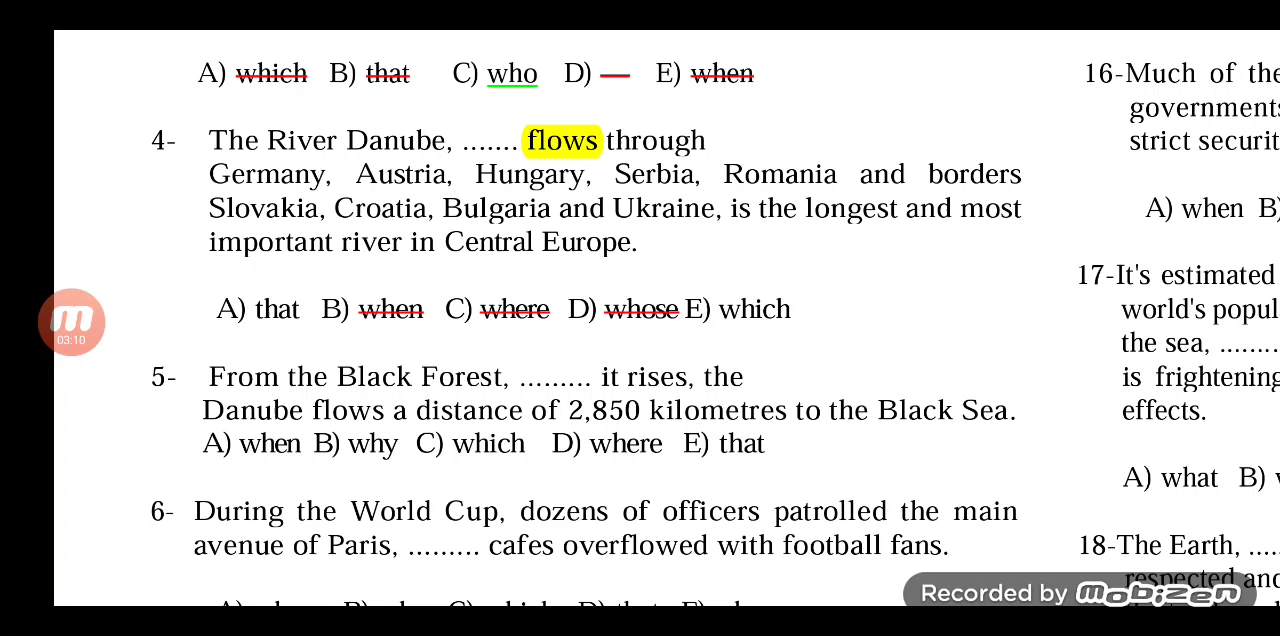 A) which B) that C) who D) — E) when
4- The River Danube, ....... flows through
Germany, Austria, Hungary, Serbia, Romania and borders
Slovakia, Croatia, Bulgaria and Ukraine, is the longest and most
important river in Central Europe.
A) that B) when C) where D) whose E) which
5- From the Black Forest, ......... it rises, the
Danube flows a distance of 2,850 kilometres to the Black Sea.
A) when B) why C) which D) where E) that
6- During the World Cup, dozens of officers patrolled the main
avenue of Paris, ......... cafes overflowed with football fans.
16-Much of the
governments
strict securit
A) when B)
17-It's estimated
world's popul
the sea, ........
is frightening
effects.
A) what B)
18-The Earth, ....
respected and
03:10
Recorded by mobizen